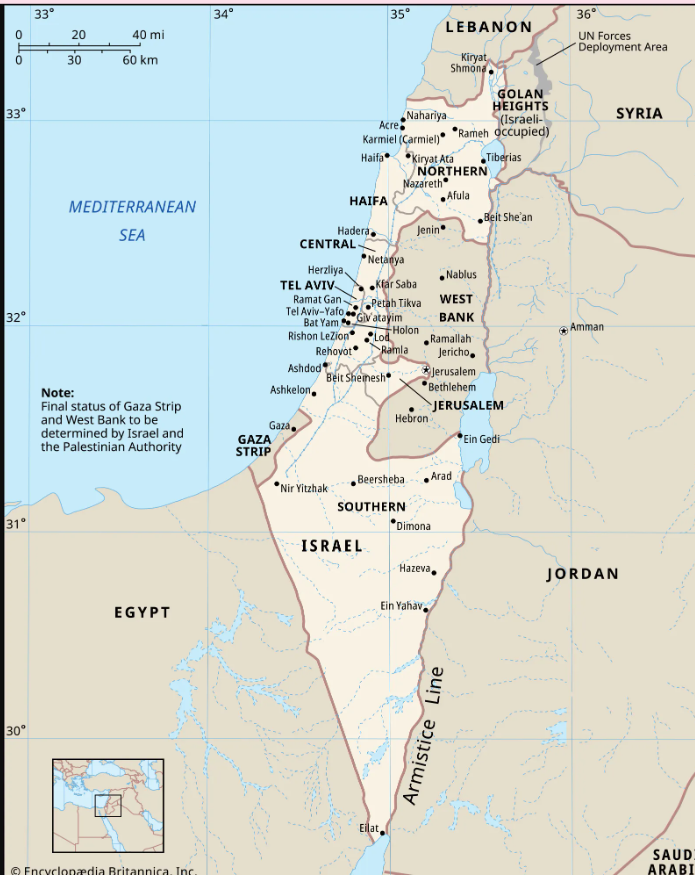 33°
34°
35°
36°
0 20 40 mi
0 30 60 km
LEBANON
UN Forces
Deployment Area
Kiryat
Shmona
GOLAN
HEIGHTS
(Israeli-
occupied)
SYRIA
33°
Nahariya
Acre
Karmiel (Carmiel)
Rameh
Haifa
Kiryat Ata
Tiberias
NORTHERN
Nazareth
Afula
HAIFA
Beit She'an
MEDITERRANEAN
SEA
Hadera
Jenin
CENTRAL
Netanya
Herzliya
Nablus
TEL AVIV
Kfar Saba
WEST
BANK
Ramat Gan
Petah Tikva
Tel Aviv–Yafo
Giv'atayim
Bat Yam
Holon
32°
Amman
Rishon LeZion
Lod
Ramallah
Rehovot
Ramla
Jericho
Ashdod
Jerusalem
Beit Shemesh
Bethlehem
Ashkelon
JERUSALEM
Hebron
Note:
Final status of Gaza Strip
and West Bank to be
determined by Israel and
the Palestinian Authority
Gaza
GAZA
STRIP
Ein Gedi
Nir Yitzhak
Beersheba
Arad
SOUTHERN
31°
Dimona
ISRAEL
Hazeva
JORDAN
EGYPT
Ein Yahav
Armistice Line
30°
Eilat
SAUDI
ARABI
© Encyclopædia Britannica, Inc.